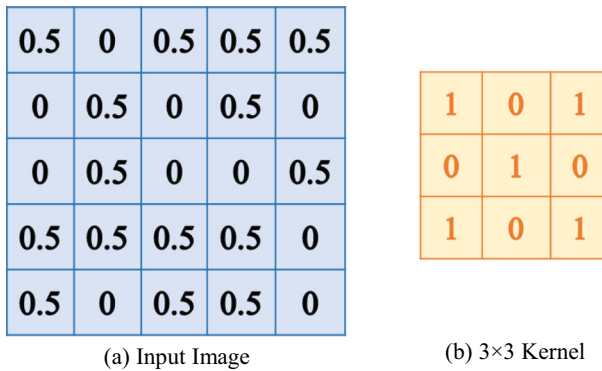 0.5 0 0.5 0.5 0.5
0 0.5 0 0.5 0
0 0.5 0 0 0.5
0.5 0.5 0.5 0.5 0
0.5 0 0.5 0.5 0
(a) Input Image
1 0 1
0 1 0
1 0 1
(b) 3×3 Kernel